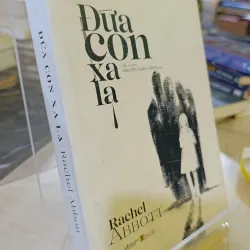 Đứa
con
xa
lạ
Rachel
ABBOTT
ĐỨA CON XA LẠ Rachel Abbott